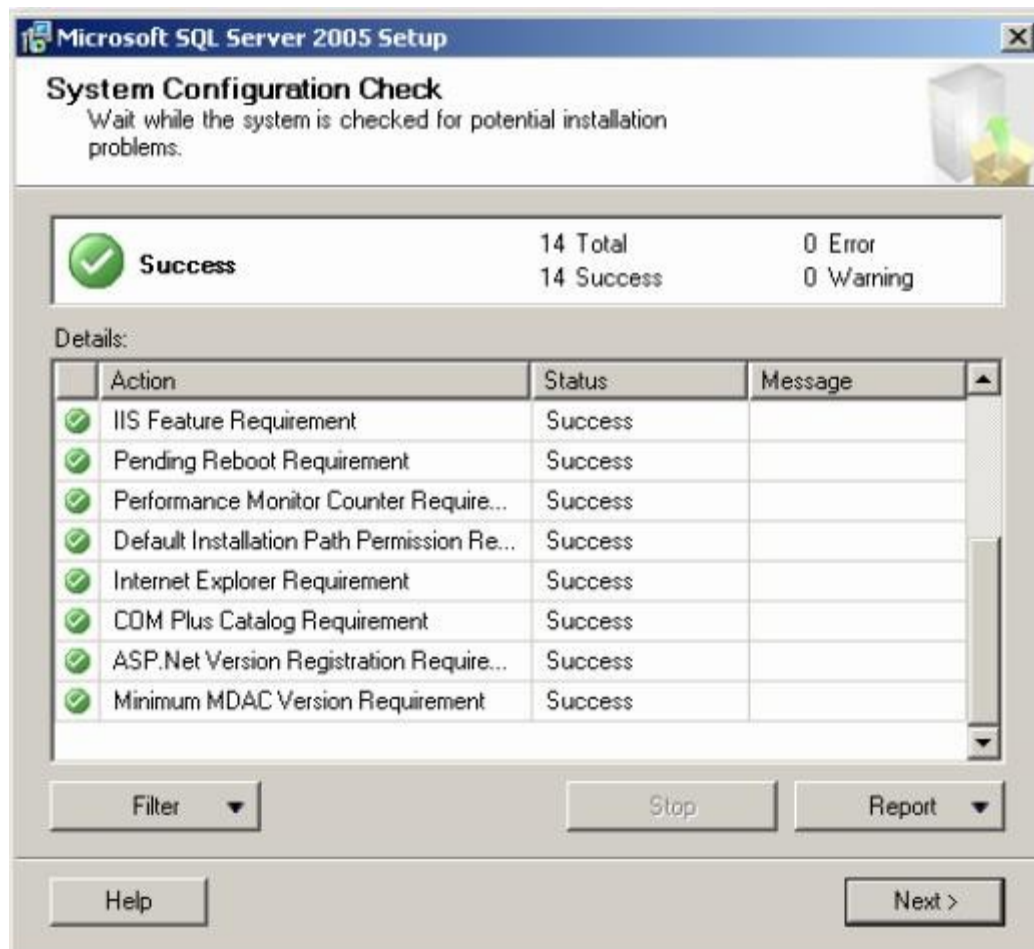 Microsoft SQL Server 2005 Setup
System Configuration Check
Wait while the system is checked for potential installation
problems.
Success
14 Total 0 Error
14 Success 0 Warning
Details:
Action Status Message
IIS Feature Requirement Success
Pending Reboot Requirement Success
Performance Monitor Counter Require... Success
Default Installation Path Permission Re... Success
Internet Explorer Requirement Success
COM Plus Catalog Requirement Success
ASP.Net Version Registration Require... Success
Minimum MDAC Version Requirement Success
Filter Stop Report
Help Next >